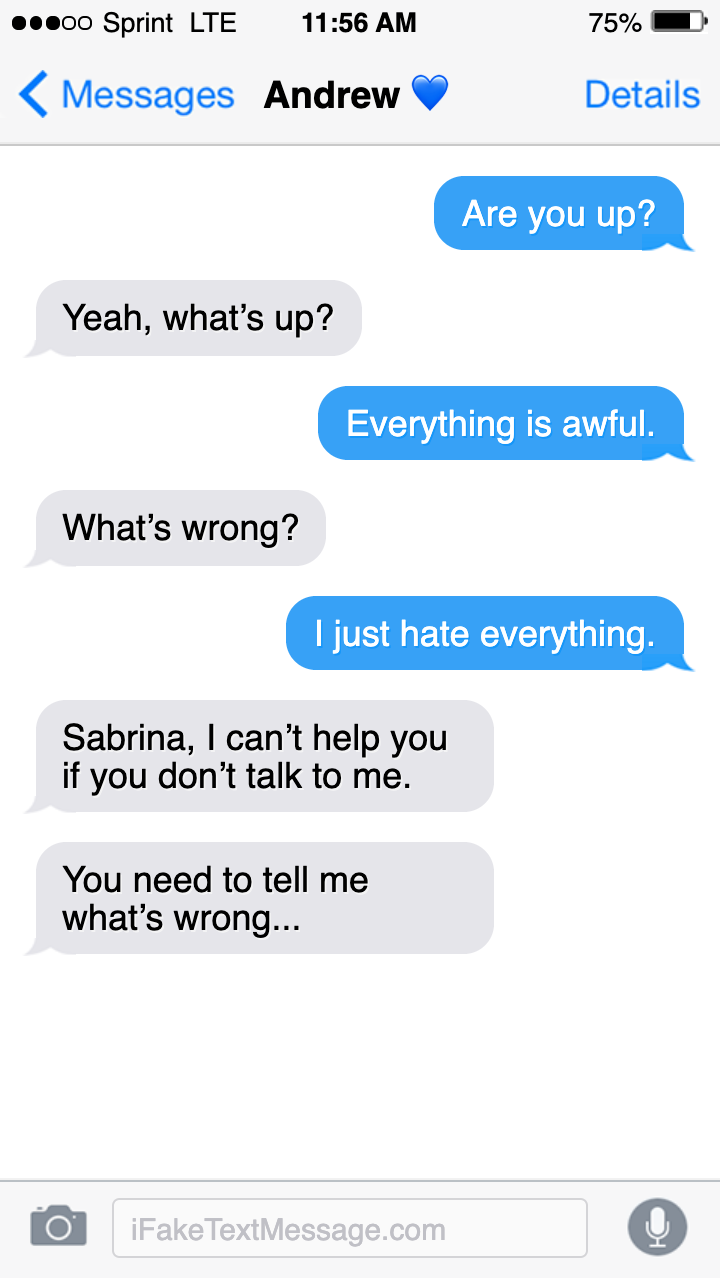 Sprint LTE 11:56 AM 75%
Messages Andrew 💙 Details
Are you up?
Yeah, what’s up?
Everything is awful.
What’s wrong?
I just hate everything.
Sabrina, I can’t help you
if you don’t talk to me.
You need to tell me
what’s wrong...
iFakeTextMessage.com